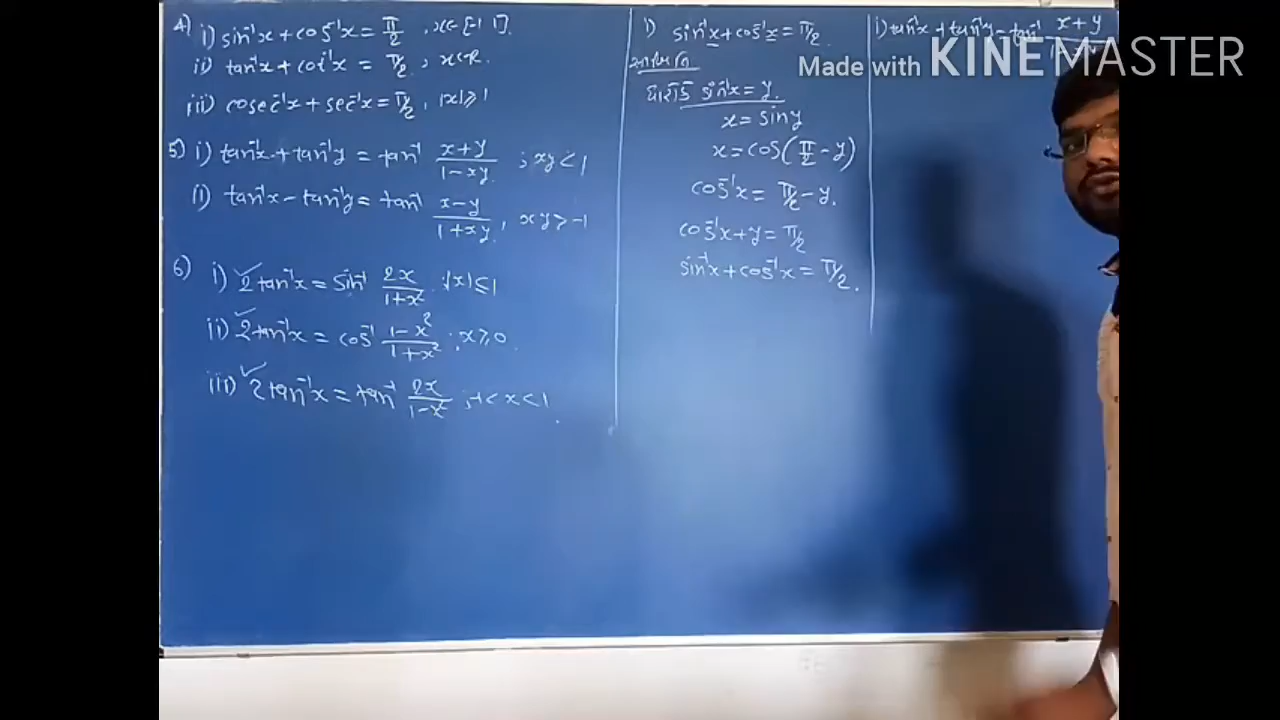 4) i) sin⁻¹x + cos⁻¹x = π/2 , x∈[-1 1].
ii) tan⁻¹x + cot⁻¹x = π/2 ; x∈R.
iii) cosec⁻¹x + sec⁻¹x = π/2 , |x| ≥ 1
5) i) tan⁻¹x + tan⁻¹y = tan⁻¹ (x+y)/(1-xy) ; xy < 1
ii) tan⁻¹x - tan⁻¹y = tan⁻¹ (x-y)/(1+xy) , xy > -1
6) i) 2tan⁻¹x = sin⁻¹ 2x/(1+x²) ; |x| ≤ 1
ii) 2tan⁻¹x = cos⁻¹ (1-x²)/(1+x²) ; x ≥ 0.
iii) 2tan⁻¹x = tan⁻¹ 2x/(1-x²) ; -1 < x < 1
1) sin⁻¹x + cos⁻¹x = π/2.
સાબિતી
ધારોકે sin⁻¹x = y.
x = sin y
x = cos(π/2 - y)
cos⁻¹x = π/2 - y.
cos⁻¹x + y = π/2
sin⁻¹x + cos⁻¹x = π/2.
i) tan⁻¹x + tan⁻¹y = tan⁻¹ x+y
Made with KINEMASTER